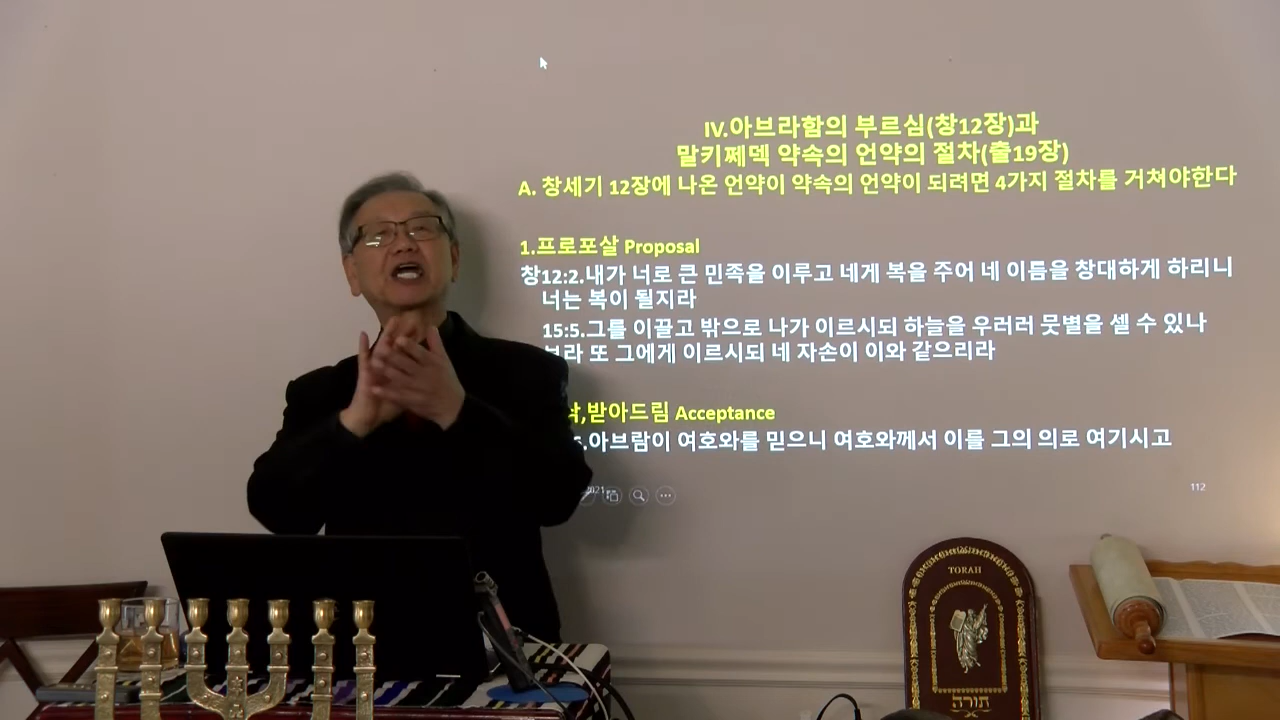 IV.아브라함의 부르심(창12장)과
말키쩨덱 약속의 언약의 절차(출19장)
A. 창세기 12장에 나온 언약이 약속의 언약이 되려면 4가지 절차를 거쳐야한다
1.프로포살 Proposal
창12:2.내가 너로 큰 민족을 이루고 네게 복을 주어 네 이름을 창대하게 하리니
너는 복이 될지라
15:5.그를 이끌고 밖으로 나가 이르시되 하늘을 우러러 뭇별을 셀 수 있나
보라 또 그에게 이르시되 네 자손이 이와 같으리라
받아드림 Acceptance
아브람이 여호와를 믿으니 여호와께서 이를 그의 의로 여기시고
112
TORAH
תורה